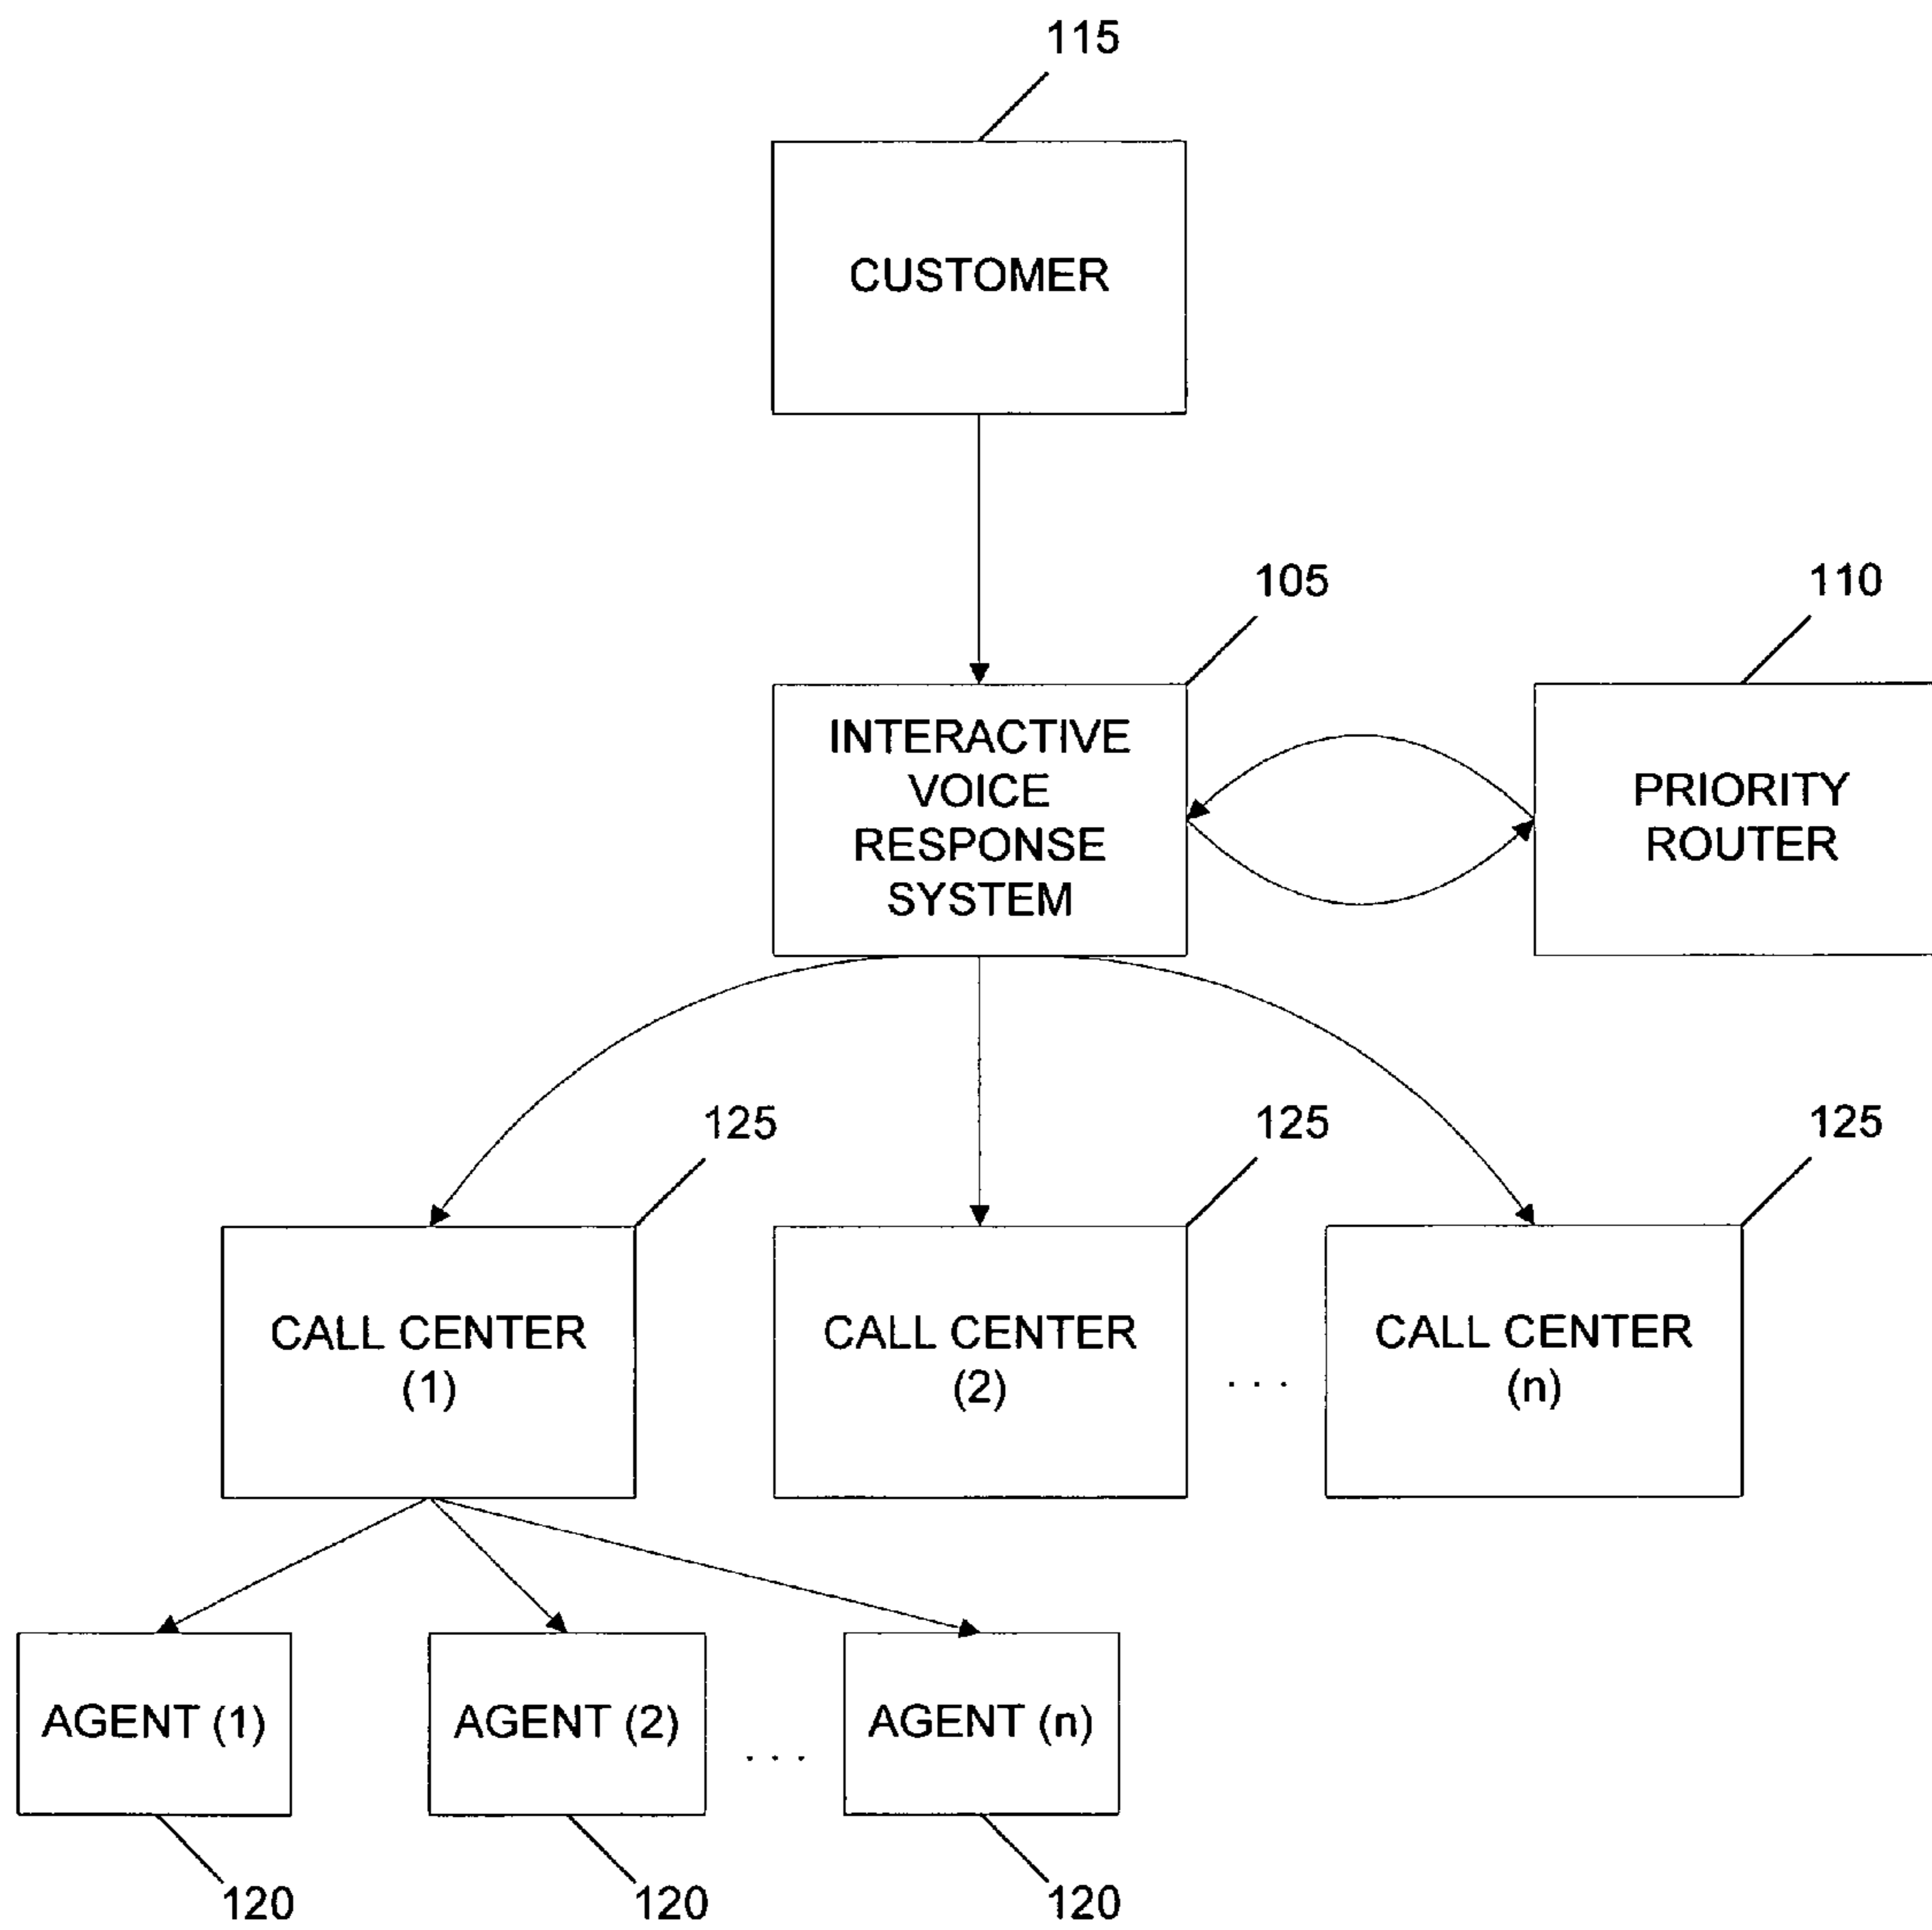 115
CUSTOMER
105
110
INTERACTIVE
VOICE
RESPONSE
SYSTEM
PRIORITY
ROUTER
125
125
125
CALL CENTER
(1)
CALL CENTER
(2)
. . .
CALL CENTER
(n)
AGENT (1)
AGENT (2)
. . .
AGENT (n)
120
120
120